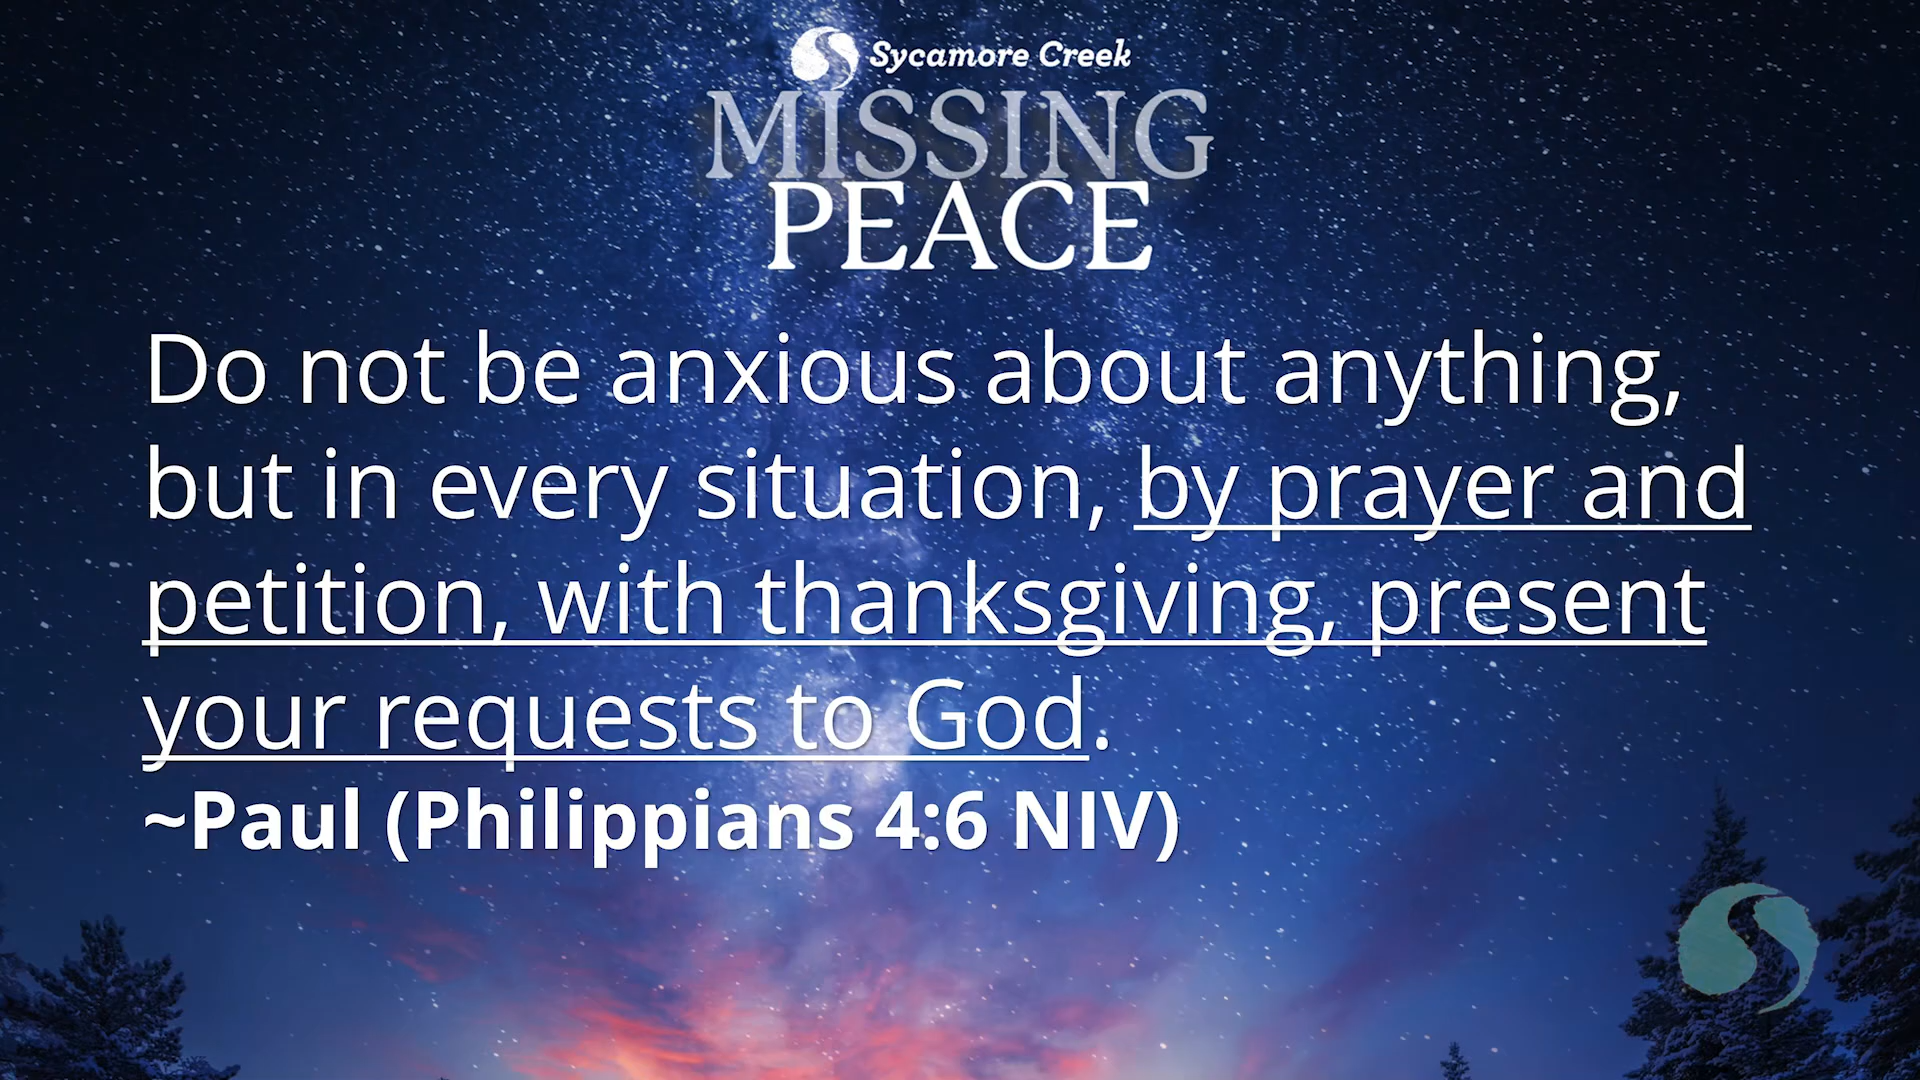 Sycamore Creek
MISSING
PEACE
Do not be anxious about anything,
but in every situation, by prayer and
petition, with thanksgiving, present
your requests to God.
~Paul (Philippians 4:6 NIV)